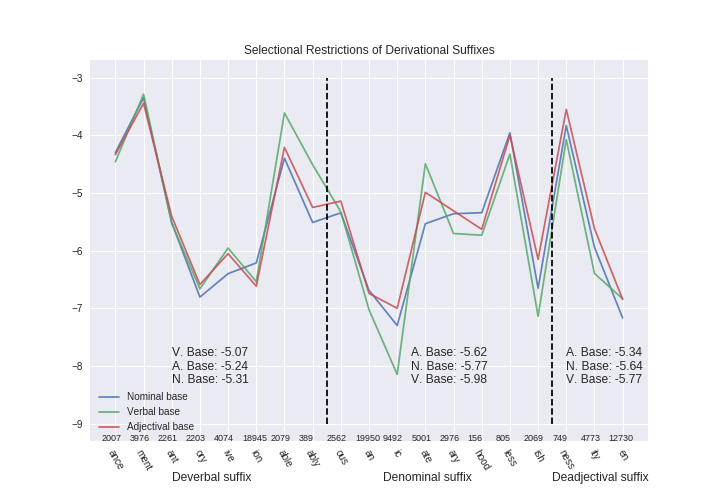 Selectional Restrictions of Derivational Suffixes
−3
−4
−5
−6
−7
−8
−9
V. Base: -5.07
A. Base: -5.24
N. Base: -5.31
A. Base: -5.62
N. Base: -5.77
V. Base: -5.98
A. Base: -5.34
N. Base: -5.64
V. Base: -5.77
Nominal base
Verbal base
Adjectival base
2007 3976 2261 2203 4074 18945 2079 389 2562 19950 9492 5001 2976 156 805 2069 749 4773 12730
ance ment ant ory ive ion able ably ous an ic ate ary hood less ish ness ity en
Deverbal suffix Denominal suffix Deadjectival suffix